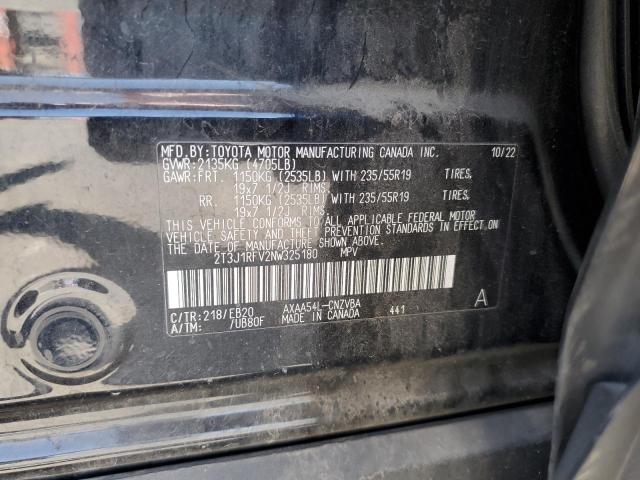 MFD.BY:TOYOTA MOTOR MANUFACTURING CANADA INC. 10/22
GVWR:2135KG (4705LB)
GAWR:FRT. 1150KG (2535LB) WITH 235/55R19 TIRES,
19x7 1/2J RIMS
RR. 1150KG (2535LB) WITH 235/55R19 TIRES,
19x7 1/2J RIMS
THIS VEHICLE CONFORMS TO ALL APPLICABLE FEDERAL MOTOR
VEHICLE SAFETY AND THEFT PREVENTION STANDARDS IN EFFECT ON
THE DATE OF MANUFACTURE SHOWN ABOVE.
2T3J1RFV2NW325180 MPV
C/TR:218/EB20 AXAA54L-CNZVBA 441 A
A/TM: /UB80F MADE IN CANADA